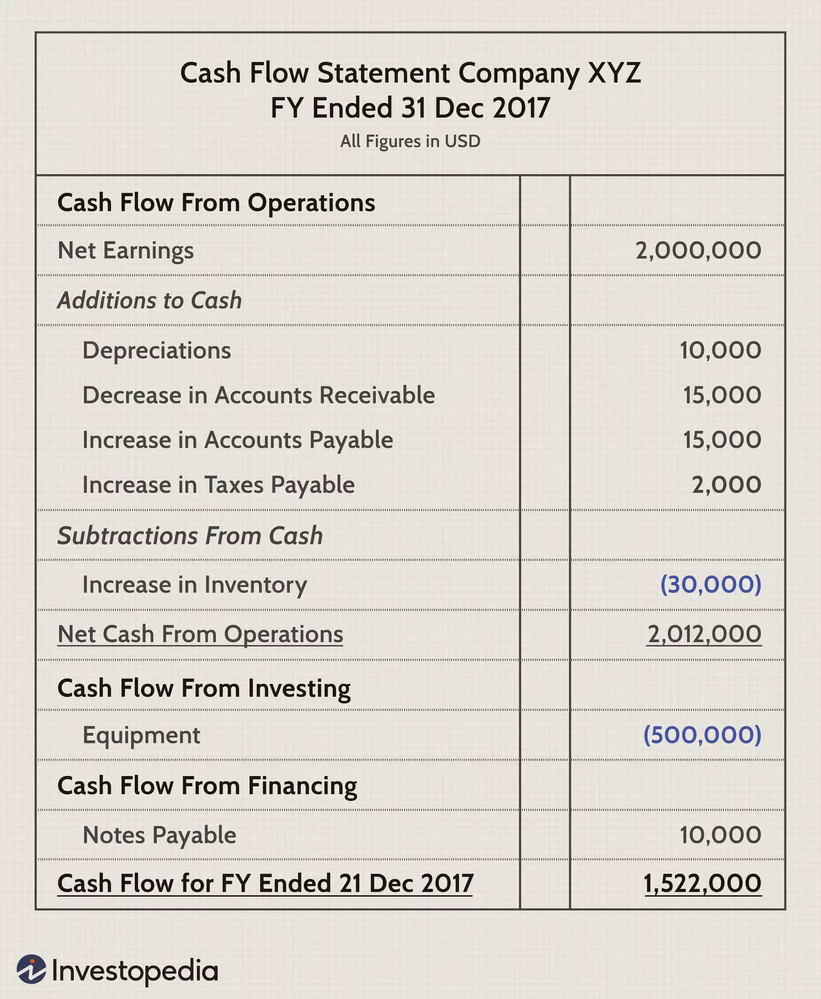 Cash Flow Statement Company XYZ
FY Ended 31 Dec 2017
All Figures in USD
Cash Flow From Operations
Net Earnings 2,000,000
Additions to Cash
Depreciations 10,000
Decrease in Accounts Receivable 15,000
Increase in Accounts Payable 15,000
Increase in Taxes Payable 2,000
Subtractions From Cash
Increase in Inventory (30,000)
Net Cash From Operations 2,012,000
Cash Flow From Investing
Equipment (500,000)
Cash Flow From Financing
Notes Payable 10,000
Cash Flow for FY Ended 21 Dec 2017 1,522,000
Investopedia